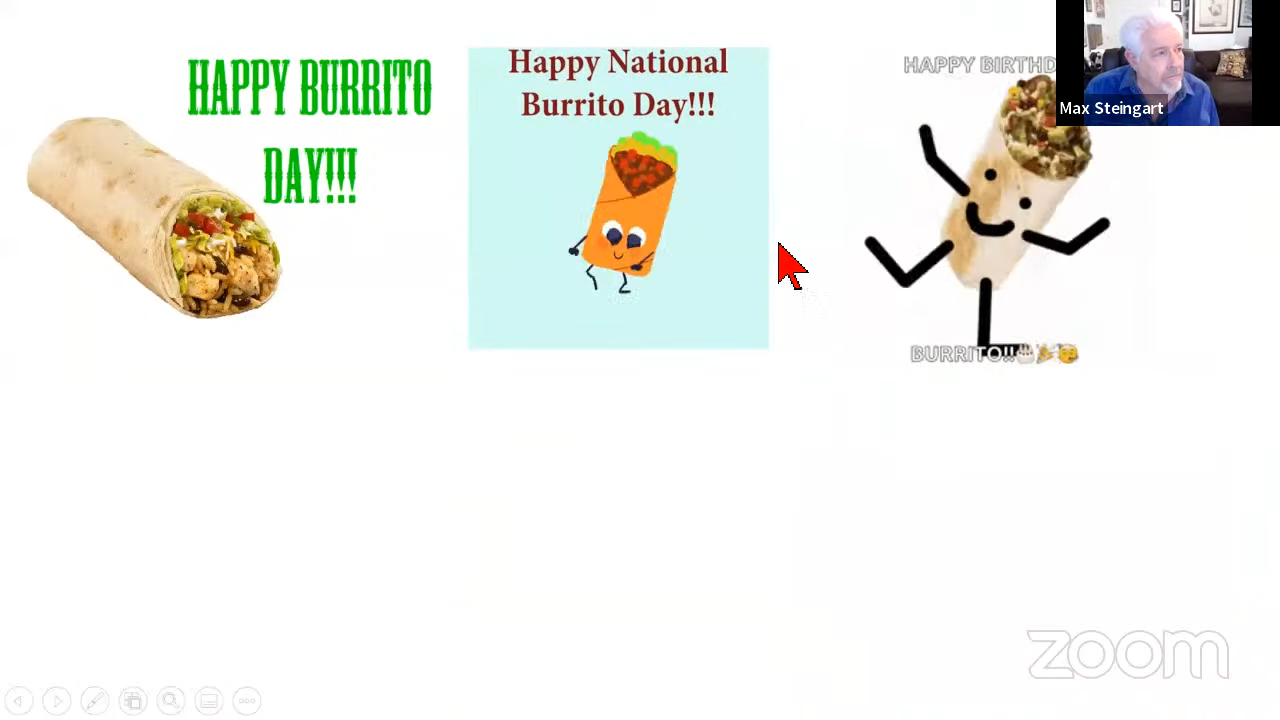 HAPPY BURRITO
DAY!!!
Happy National
Burrito Day!!!
HAPPY BIRTHD
BURRITO!!
Max Steingart
zoom